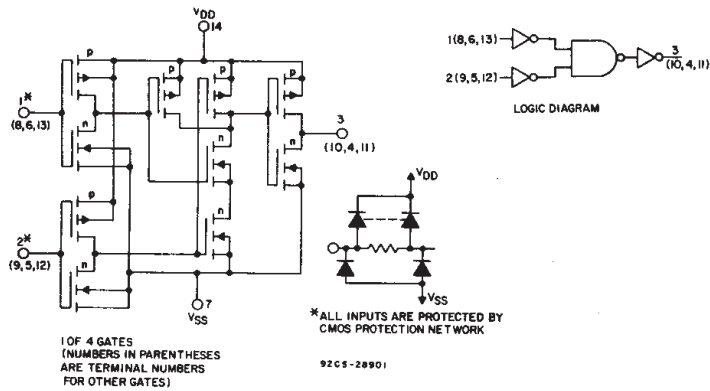 VDD
14
p
p
p
p
1*
(8,6,13)
n
3
(10,4,11)
n
n
p
n
2*
(9,5,12)
n
7
VSS
1 OF 4 GATES
(NUMBERS IN PARENTHESES
ARE TERMINAL NUMBERS
FOR OTHER GATES)
1(8,6,13)
2(9,5,12)
3
(10,4,11)
LOGIC DIAGRAM
VDD
VSS
*ALL INPUTS ARE PROTECTED BY
CMOS PROTECTION NETWORK
92CS-28901